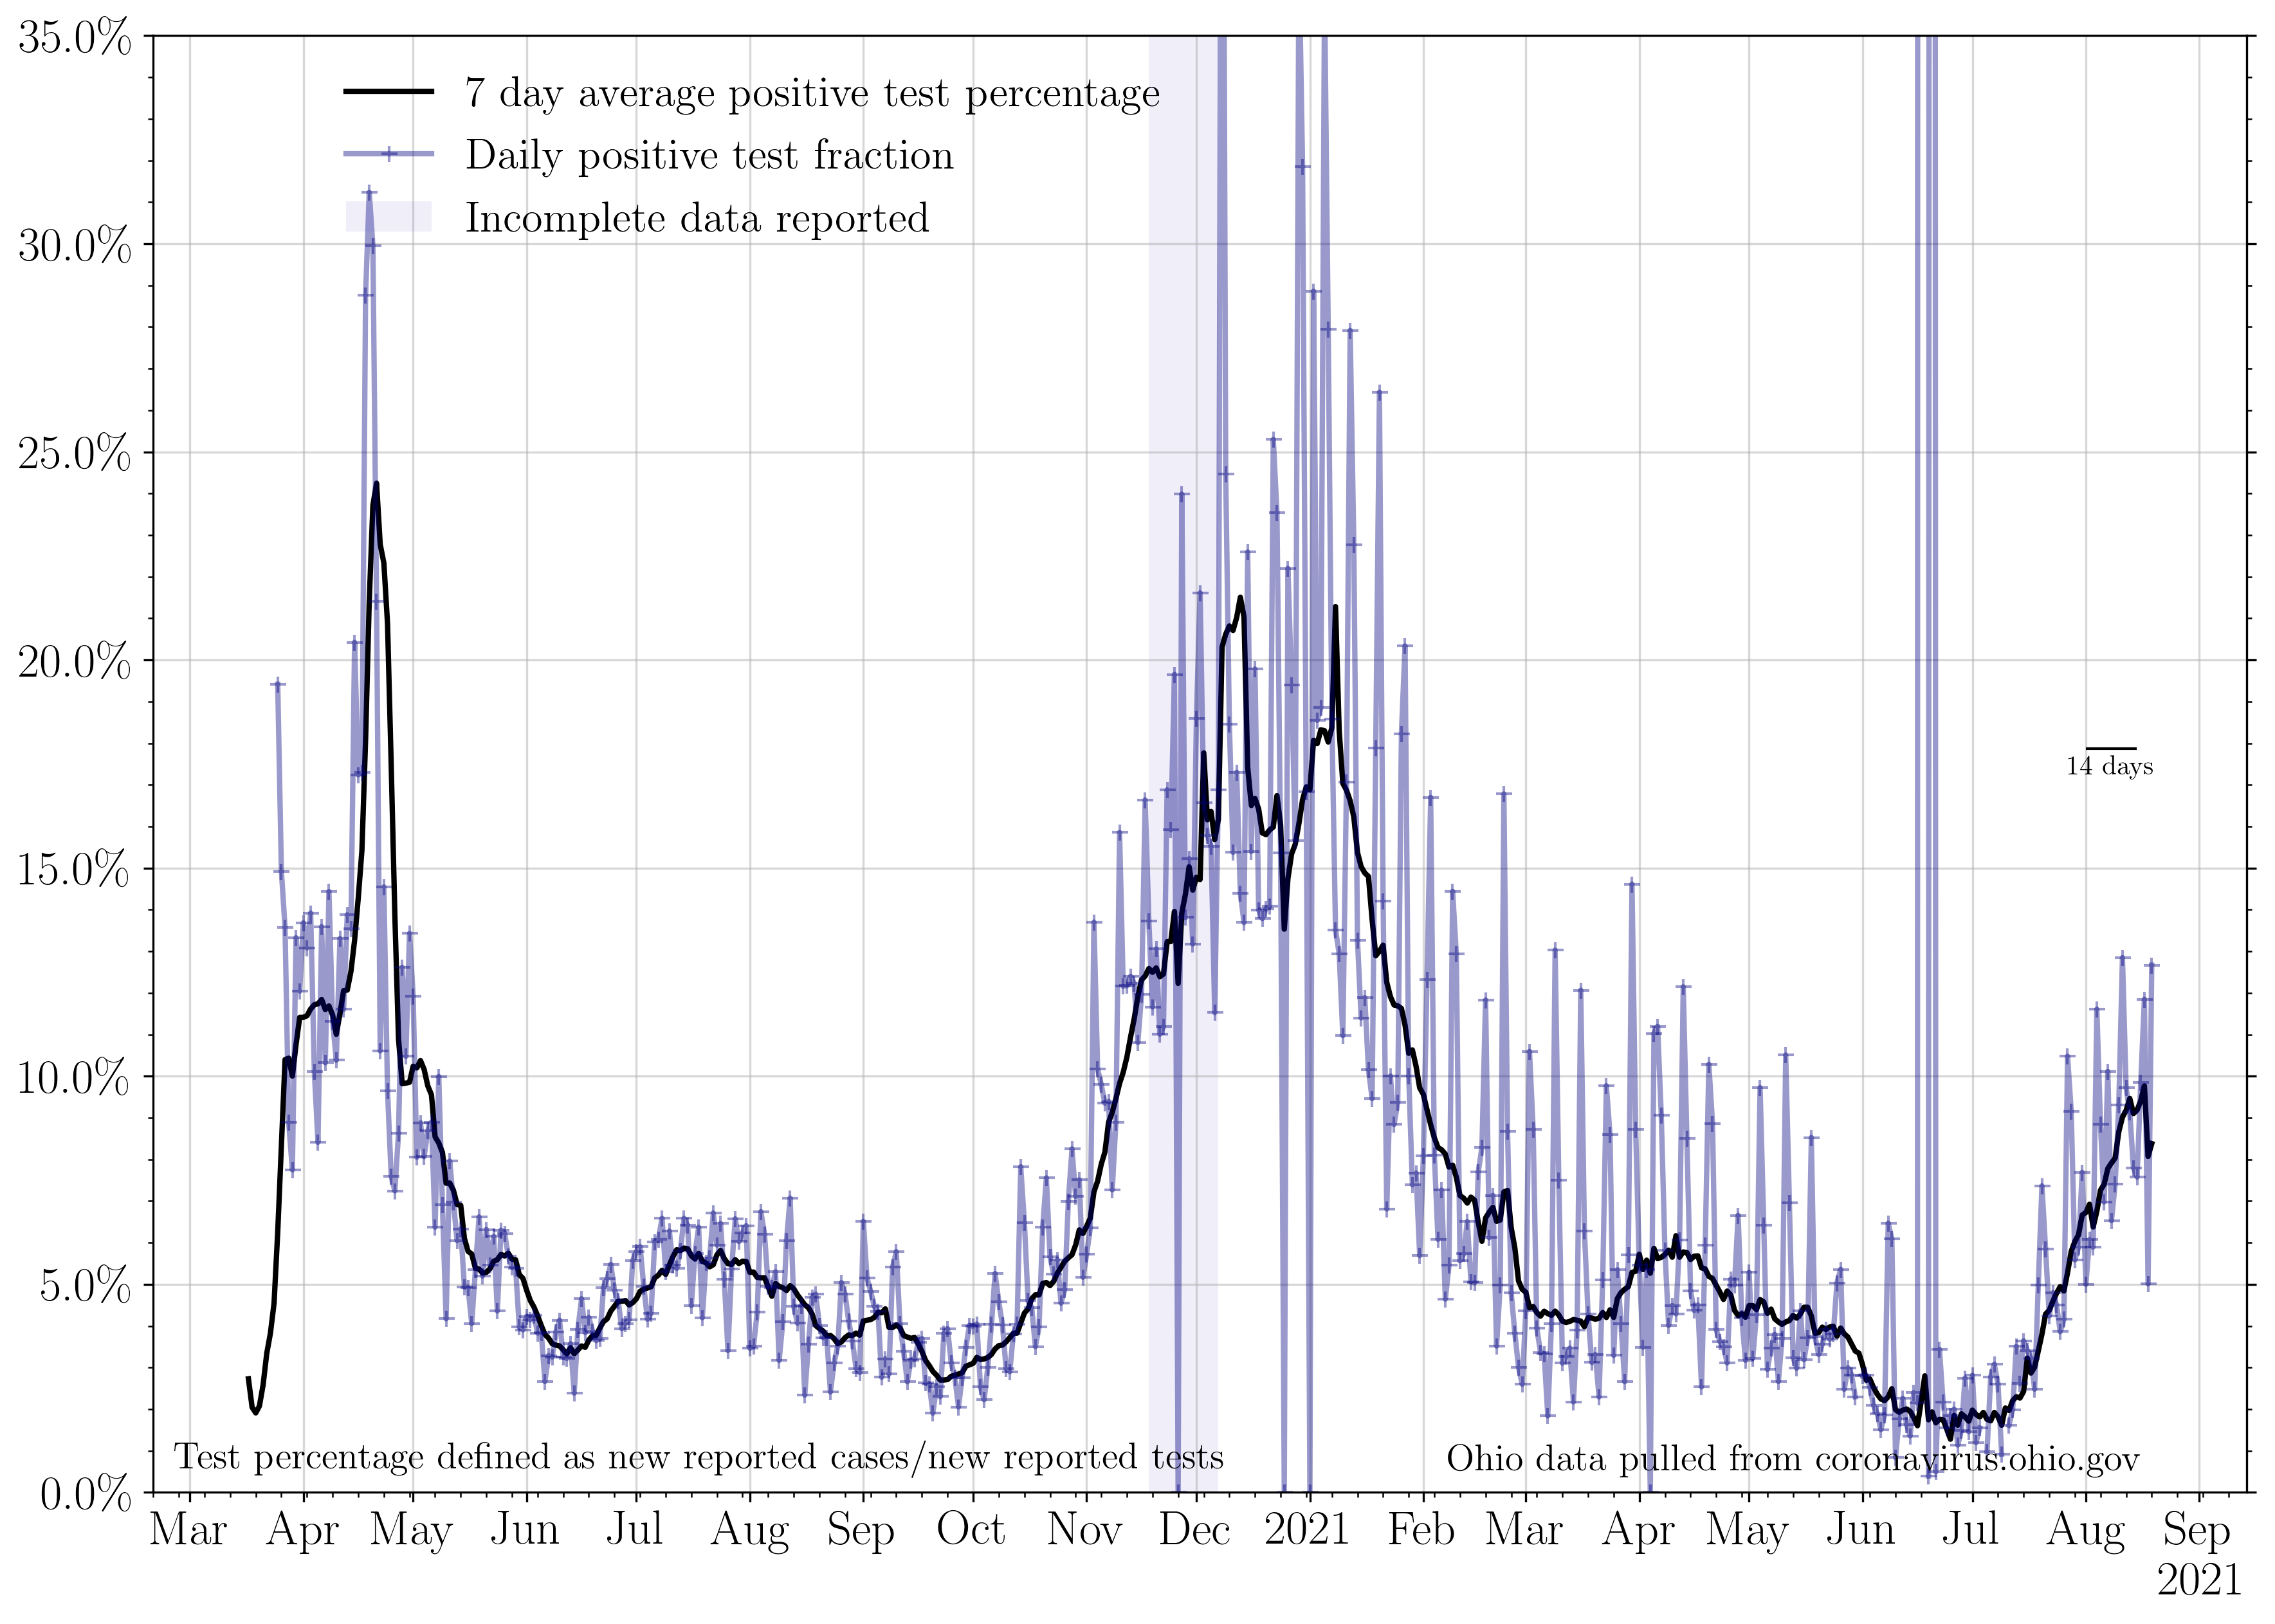 35.0%
30.0%
25.0%
20.0%
15.0%
10.0%
5.0%
0.0%
7 day average positive test percentage
Daily positive test fraction
Incomplete data reported
14 days
Test percentage defined as new reported cases/new reported tests
Ohio data pulled from coronavirus.ohio.gov
Mar Apr May Jun Jul Aug Sep Oct Nov Dec 2021 Feb Mar Apr May Jun Jul Aug Sep
2021